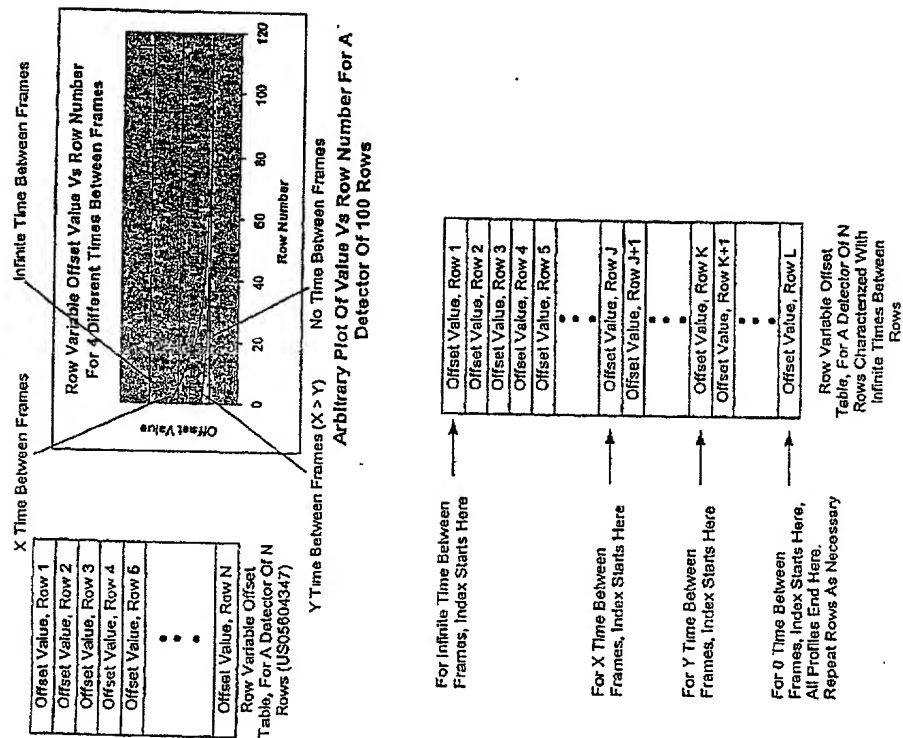 X Time Between Frames
Infinite Time Between Frames
Offset Value, Row 1
Offset Value, Row 2
Offset Value, Row 3
Offset Value, Row 4
Offset Value, Row 5
• • •
Offset Value, Row N
Row Variable Offset
Table, For A Detector Of N
Rows (US05604347)
Row Variable Offset Value Vs Row Number
For 4 Different Times Between Frames
Offset Value
0
20
40
60
80
100
120
Row Number
Y Time Between Frames (X > Y)
No Time Between Frames
Arbitrary Plot Of Value Vs Row Number For A
Detector Of 100 Rows
For Infinite Time Between
Frames, Index Starts Here
For X Time Between
Frames, Index Starts Here
For Y Time Between
Frames, Index Starts Here
For 0 Time Between
Frames, Index Starts Here,
All Profiles End Here.
Repeat Rows As Necessary
Offset Value, Row 1
Offset Value, Row 2
Offset Value, Row 3
Offset Value, Row 4
Offset Value, Row 5
• • •
Offset Value, Row J
Offset Value, Row J+1
• • •
Offset Value, Row K
Offset Value, Row K+1
• • •
Offset Value, Row L
Row Variable Offset
Table, For A Detector Of N
Rows Characterized With
Infinite Times Between
Rows